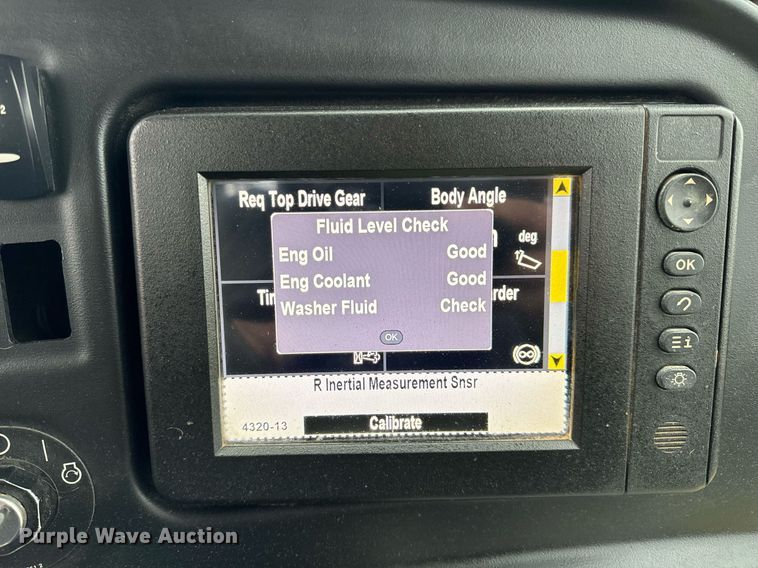 Req Top Drive Gear
Body Angle
Fluid Level Check
deg
Eng Oil Good
Eng Coolant Good
Washer Fluid Check
OK
OK
i
R Inertial Measurement Snsr
4320-13
Calibrate
Purple Wave Auction